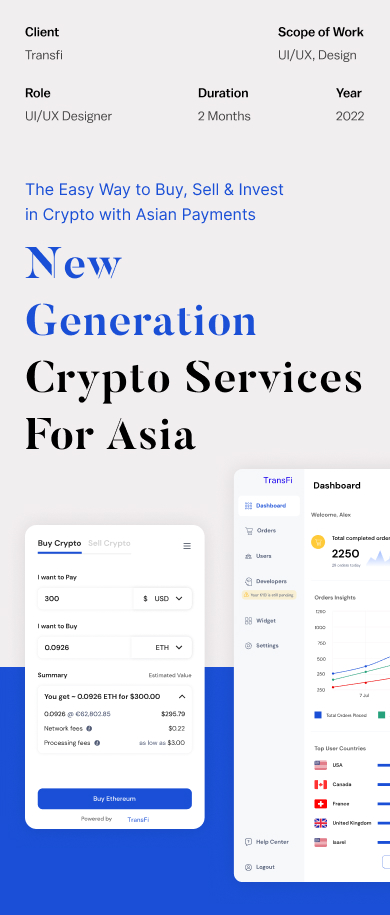 Client
Scope of Work
Transfi
UI/UX, Design
Role
Duration
Year
UI/UX Designer
2 Months
2022
The Easy Way to Buy, Sell & Invest
in Crypto with Asian Payments
New
Generation
Crypto Services
For Asia
Buy Crypto
Sell Crypto
I want to Pay
300
$ USD
I want to Buy
0.0926
ETH
Summary
Estimated Value
You get ~ 0.0926 ETH for $300.00
0.0926 @ €62,802.85
$295.79
Network fees
$0.22
Processing fees
as low as $3.00
Buy Ethereum
Powered by TransFi
TransFi
Dashboard
Orders
Users
Developers
Your KYB is still pending
Widget
Settings
Help Center
Logout
Dashboard
Welcome, Alex
Total completed orders
2250
Orders Insights
1250
1000
750
500
250
350
7 Jul
Total Orders Placed
Top User Countries
USA
Canada
France
United Kingdom
Isarel